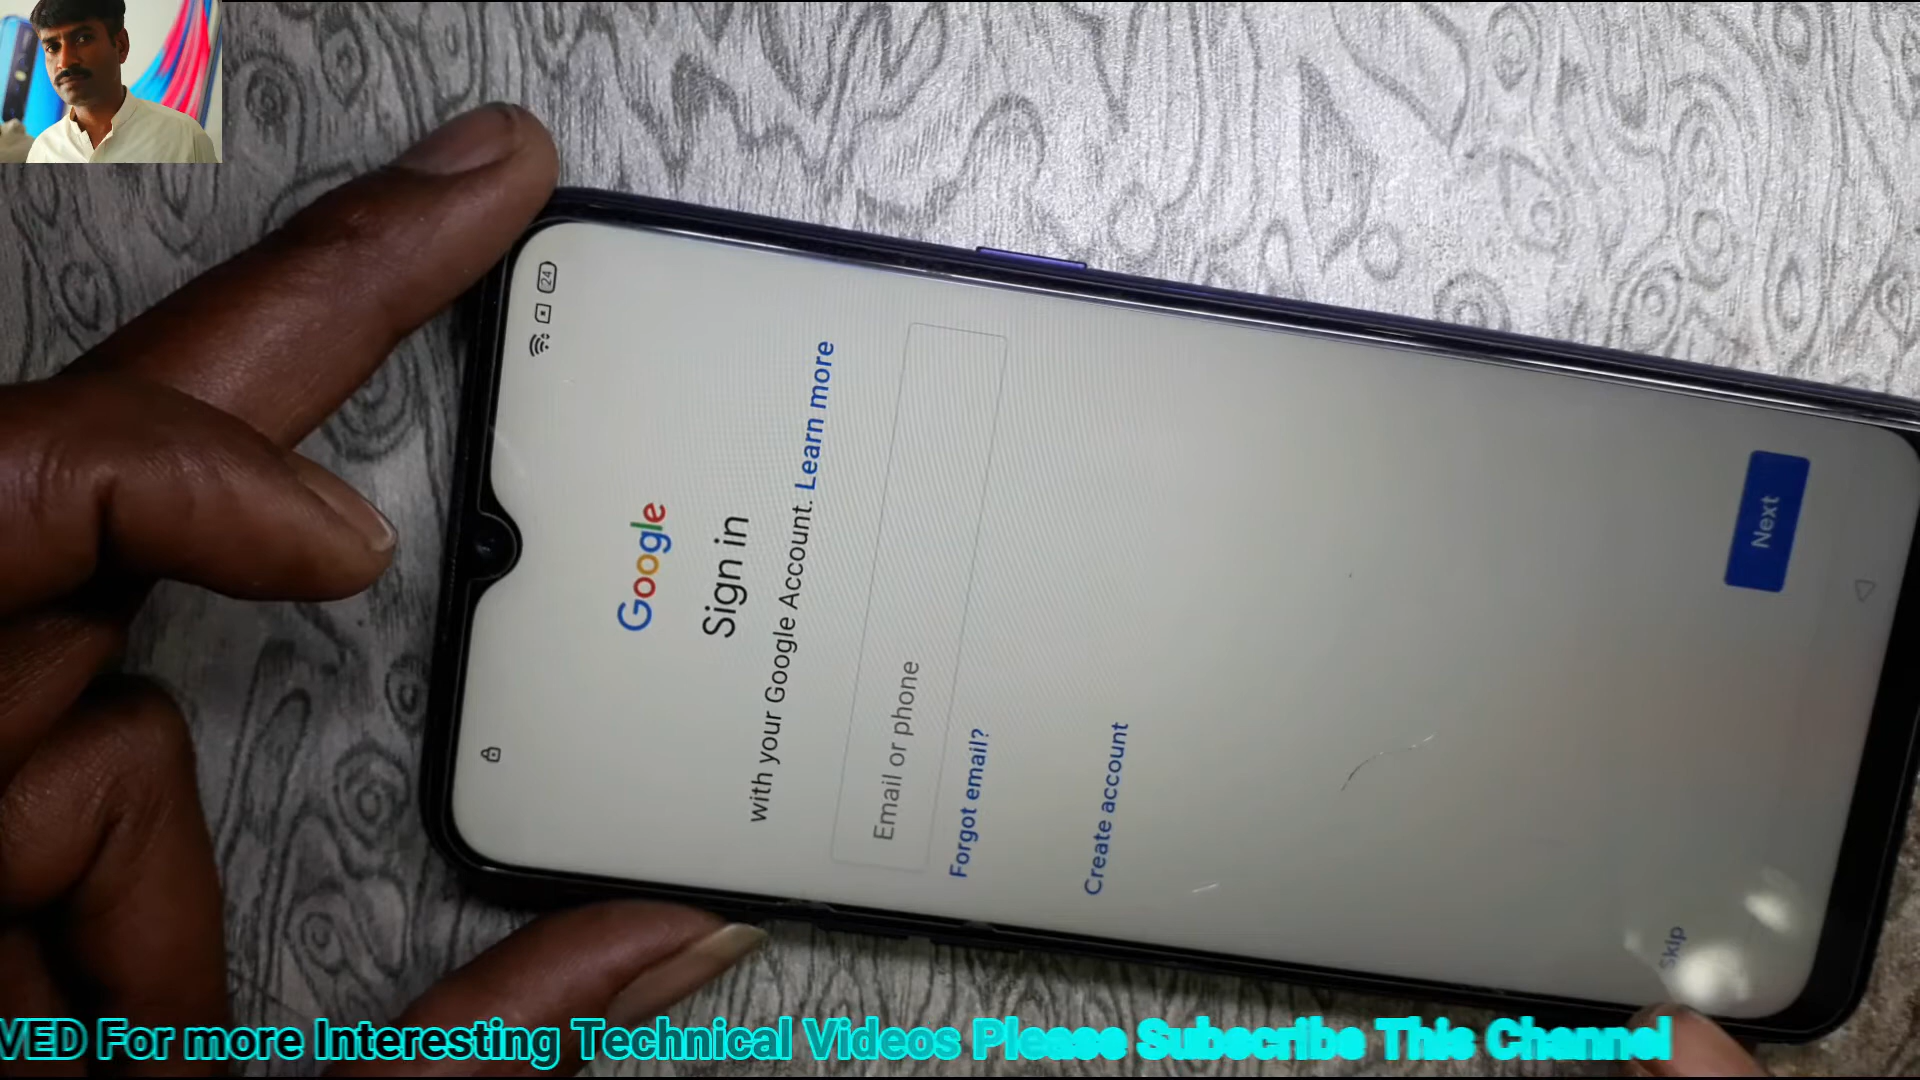 24
Google
Sign in
with your Google Account. Learn more
Email or phone
Forgot email?
Create account
Skip
Next
VED For more Interesting Technical Videos Please Subscribe This Channel